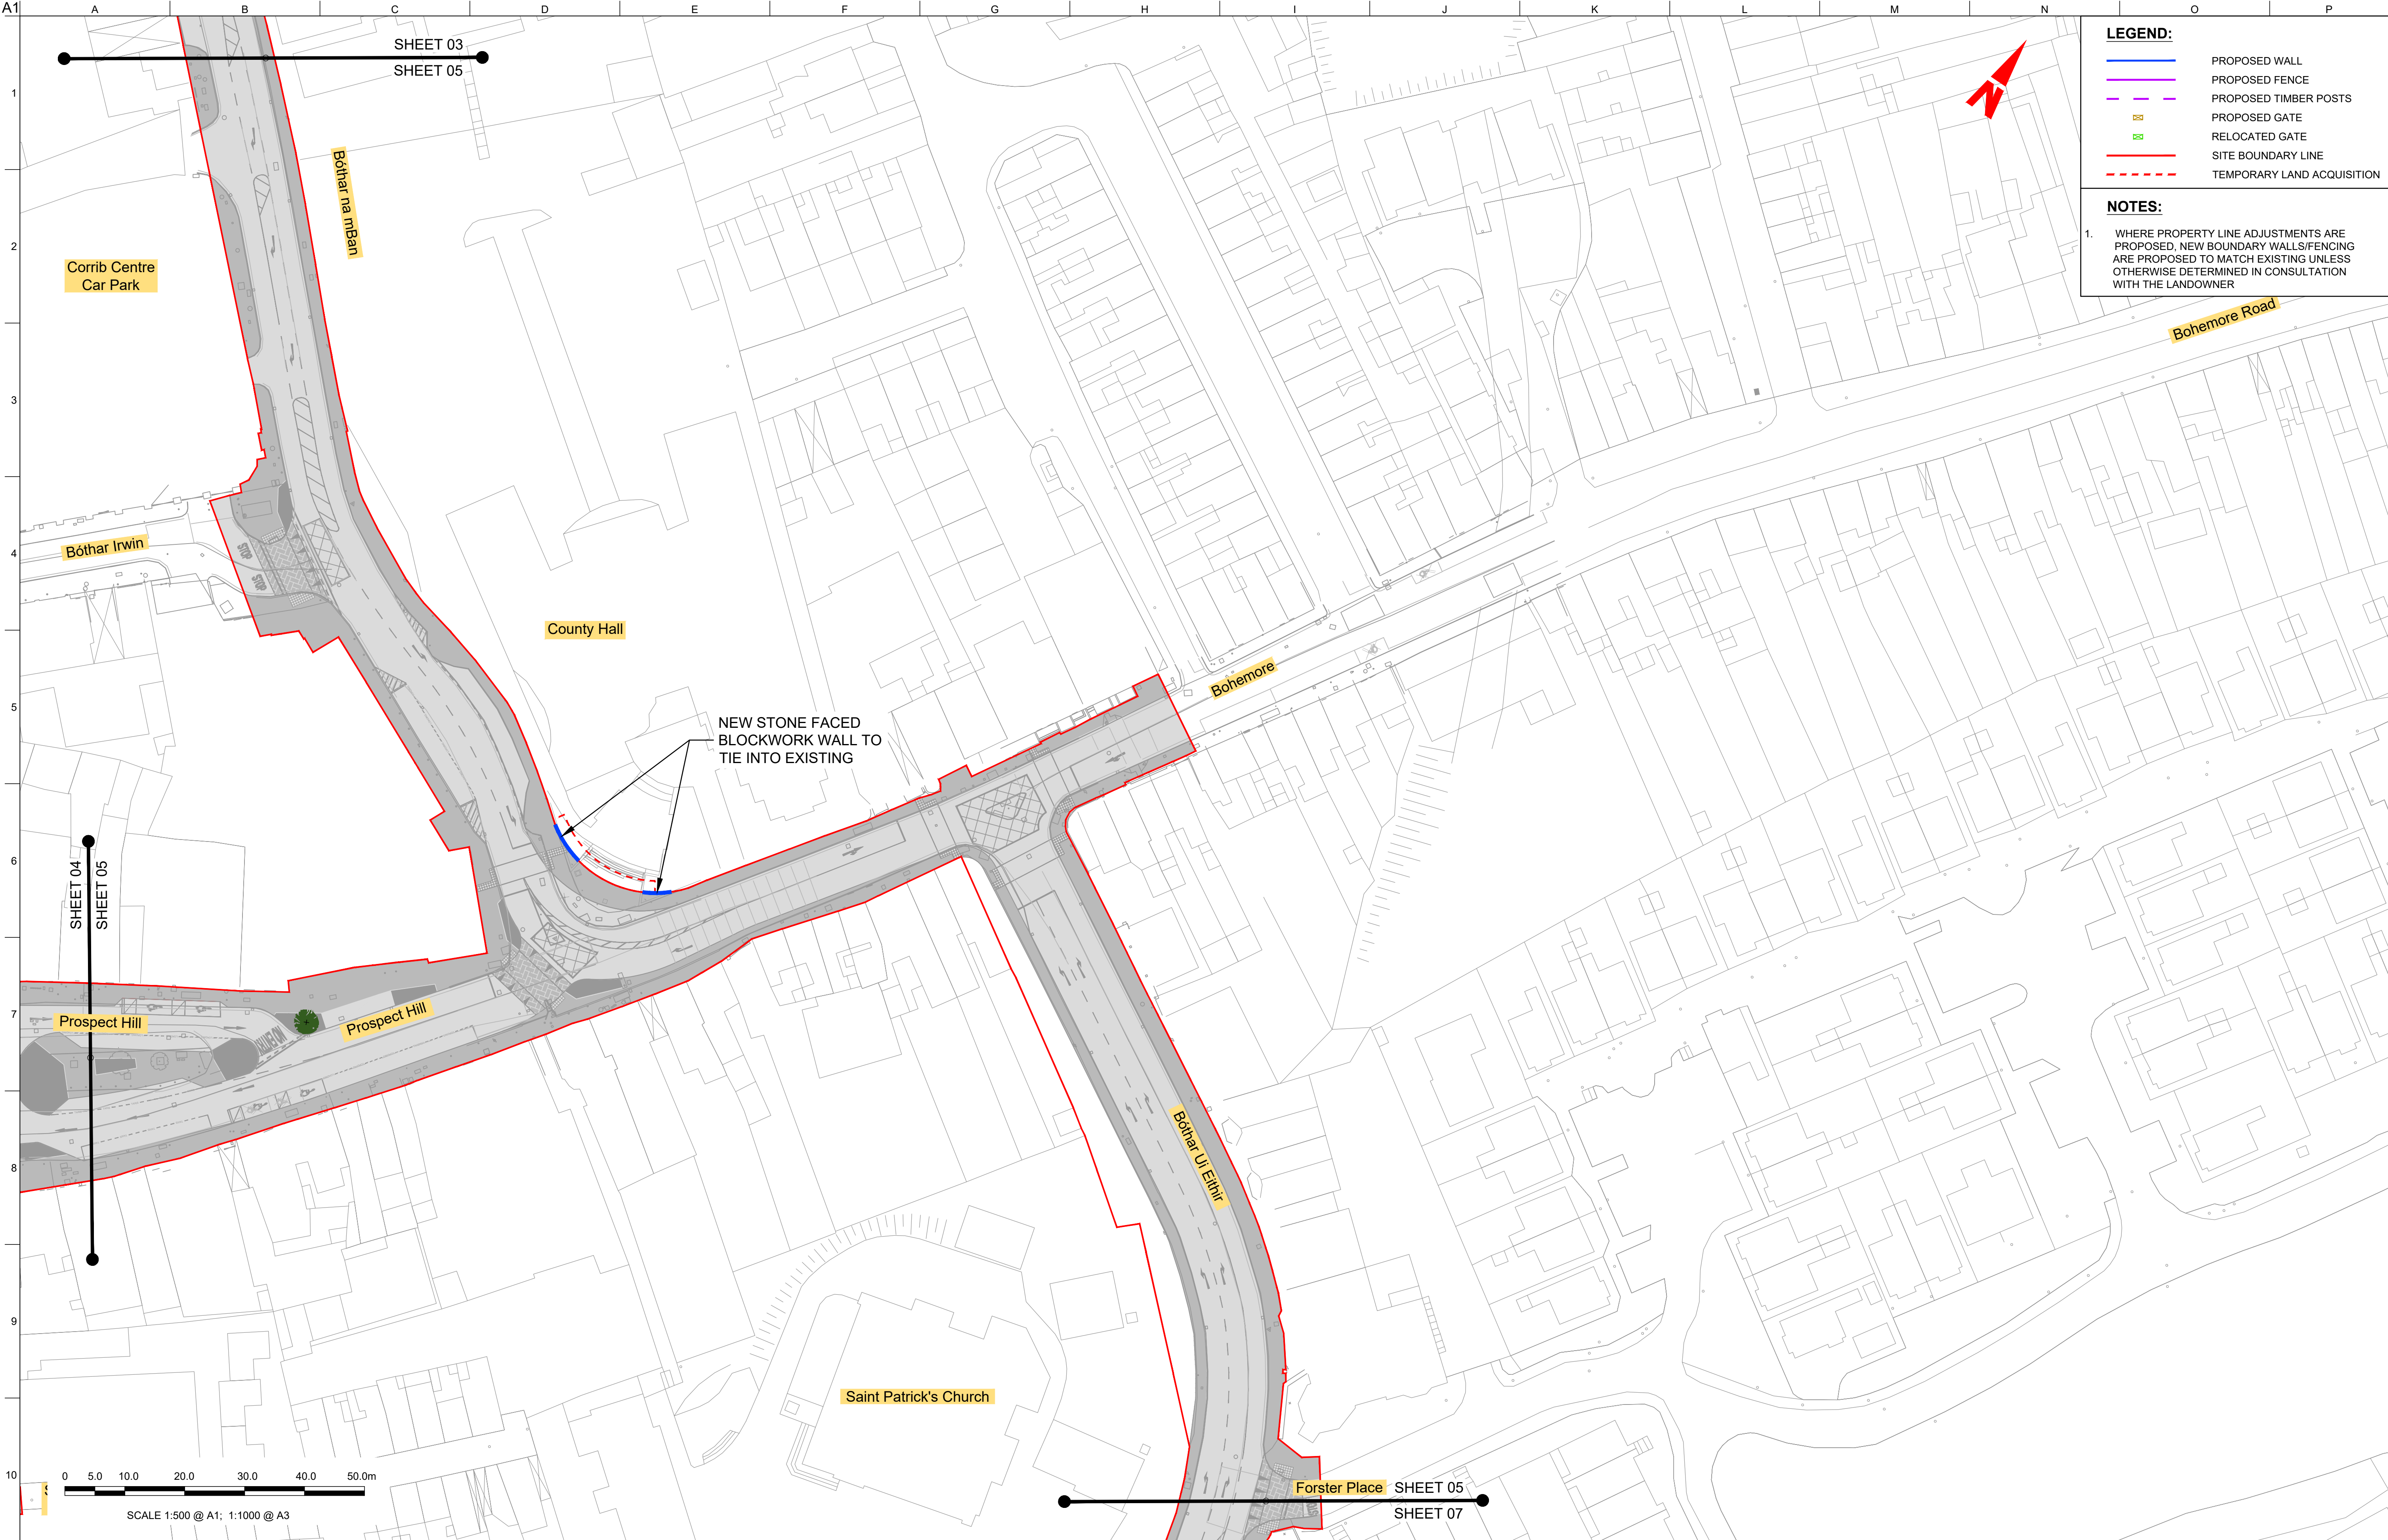 A1
A B C D E F G H I J K L M N O P
1
2
3
4
5
6
7
8
9
10
SHEET 03
SHEET 05
Bóthar na mBan
Corrib Centre
Car Park
Bóthar Irwin
STOP
STOP
County Hall
NEW STONE FACED
BLOCKWORK WALL TO
TIE INTO EXISTING
Bohemore
Bohemore Road
SHEET 04
SHEET 05
Prospect Hill
Prospect Hill
NO ENTRY
Bóthar Uí Eithir
Saint Patrick's Church
Forster Place
SHEET 05
SHEET 07
0 5.0 10.0 20.0 30.0 40.0 50.0m
SCALE 1:500 @ A1; 1:1000 @ A3
N
LEGEND:
PROPOSED WALL
PROPOSED FENCE
PROPOSED TIMBER POSTS
PROPOSED GATE
RELOCATED GATE
SITE BOUNDARY LINE
TEMPORARY LAND ACQUISITION
NOTES:
1. WHERE PROPERTY LINE ADJUSTMENTS ARE
PROPOSED, NEW BOUNDARY WALLS/FENCING
ARE PROPOSED TO MATCH EXISTING UNLESS
OTHERWISE DETERMINED IN CONSULTATION
WITH THE LANDOWNER